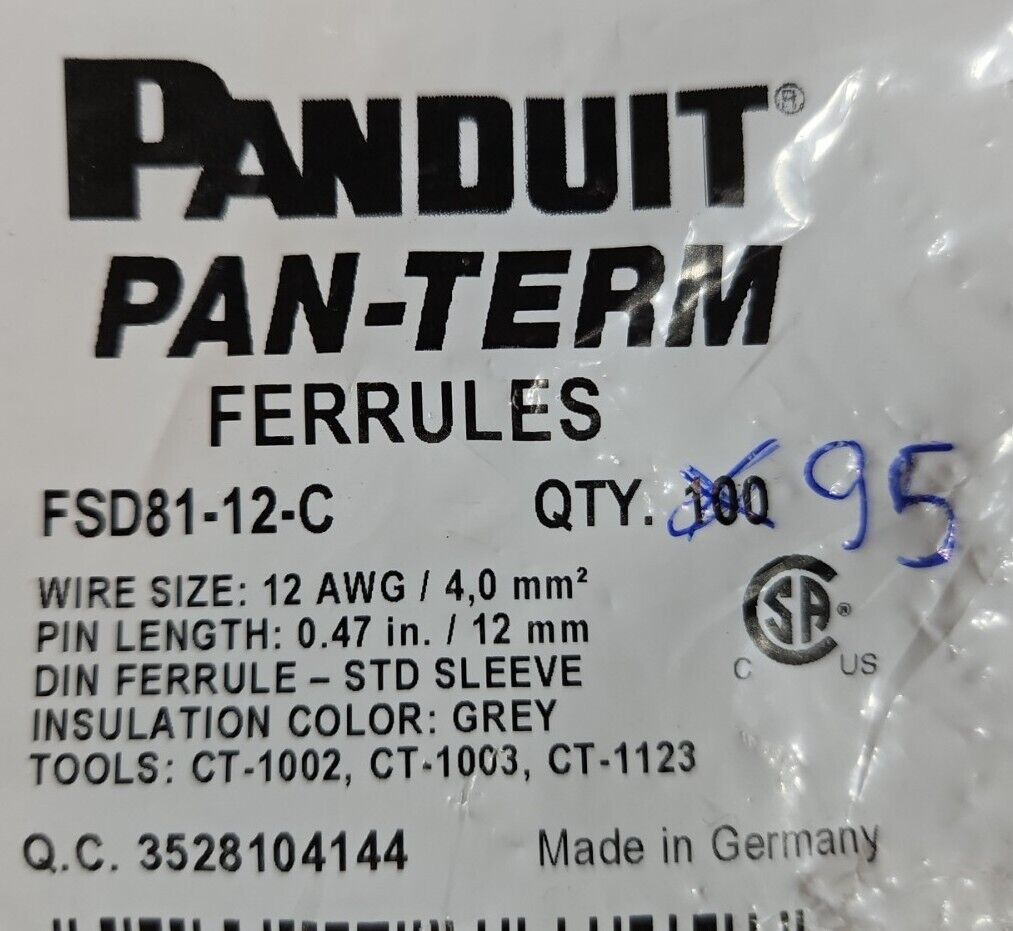 PANDUIT®
PAN-TERM
FERRULES
FSD81-12-C QTY. 100 95
WIRE SIZE: 12 AWG / 4,0 mm²
PIN LENGTH: 0.47 in. / 12 mm
DIN FERRULE – STD SLEEVE
INSULATION COLOR: GREY
TOOLS: CT-1002, CT-1003, CT-1123
CSA®
C US
Q.C. 3528104144 Made in Germany